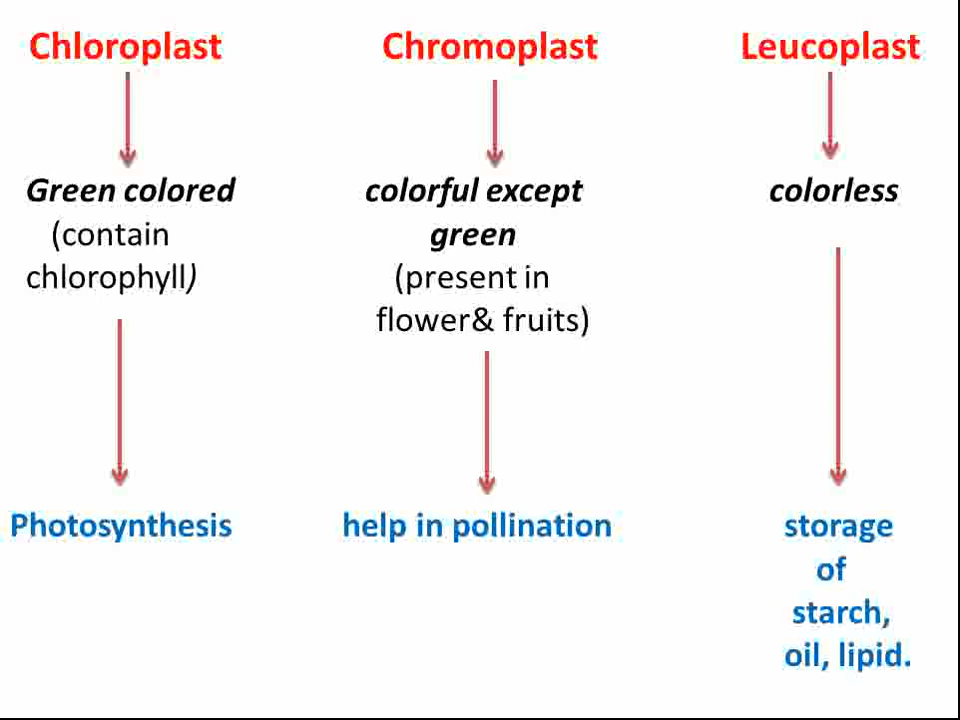 Chloroplast
Chromoplast
Leucoplast
Green colored
(contain
chlorophyll)
colorful except
green
(present in
flower& fruits)
colorless
Photosynthesis
help in pollination
storage
of
starch,
oil, lipid.